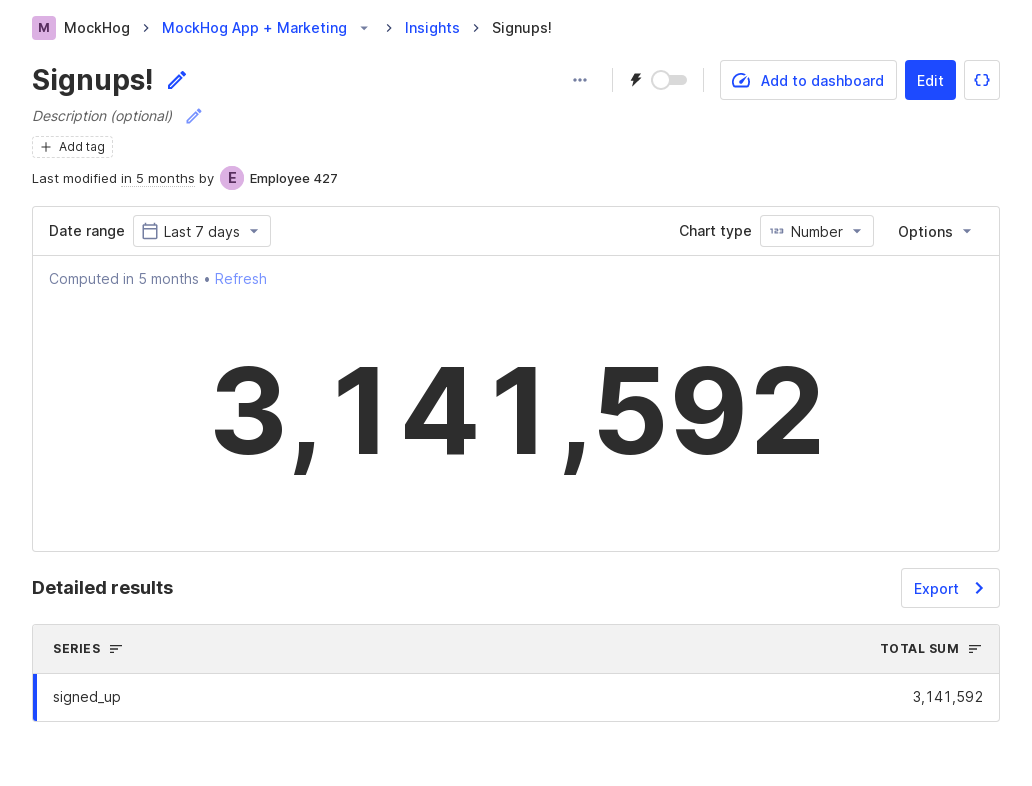 M MockHog > MockHog App + Marketing > Insights > Signups!
Signups!
Add to dashboard
Edit
{}
Description (optional)
+ Add tag
Last modified in 5 months by E Employee 427
Date range Last 7 days
Chart type 123 Number
Options
Computed in 5 months • Refresh
3,141,592
Detailed results
Export >
SERIES TOTAL SUM
signed_up 3,141,592